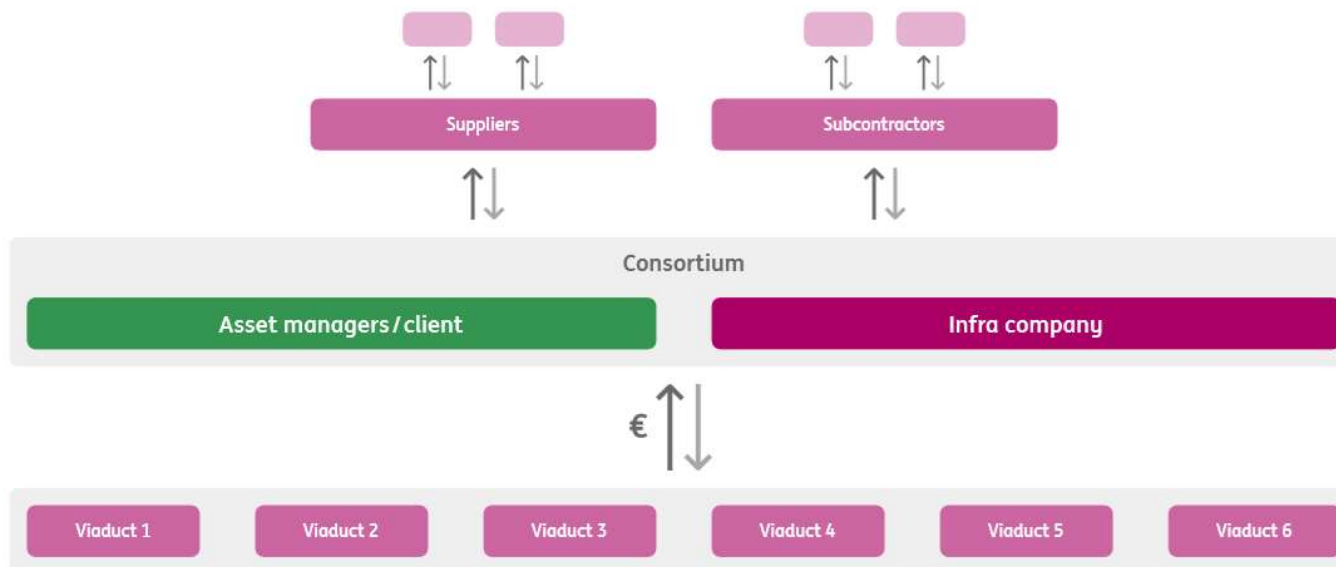 Suppliers
Subcontractors
Consortium
Asset managers/client
Infra company
€
Viaduct 1
Viaduct 2
Viaduct 3
Viaduct 4
Viaduct 5
Viaduct 6